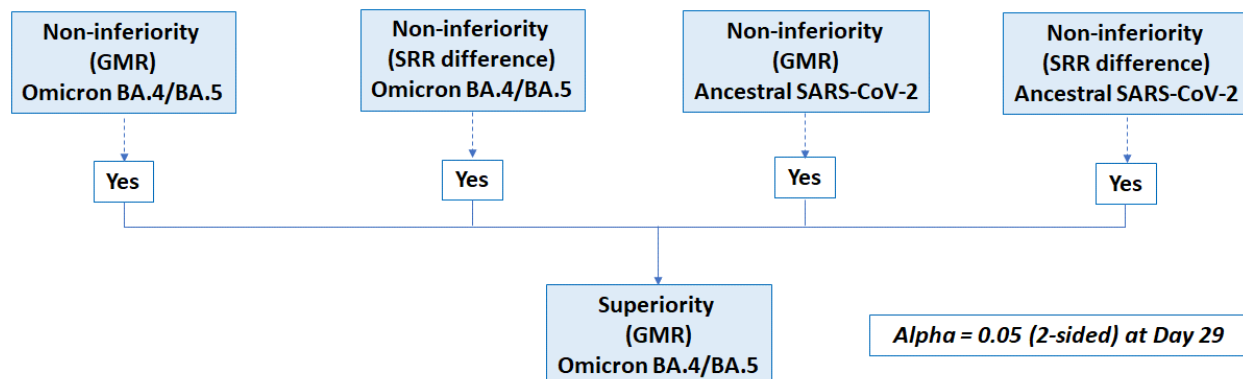 Non-inferiority
(GMR)
Omicron BA.4/BA.5
Non-inferiority
(SRR difference)
Omicron BA.4/BA.5
Non-inferiority
(GMR)
Ancestral SARS-CoV-2
Non-inferiority
(SRR difference)
Ancestral SARS-CoV-2
Yes
Yes
Yes
Yes
Superiority
(GMR)
Omicron BA.4/BA.5
Alpha = 0.05 (2-sided) at Day 29